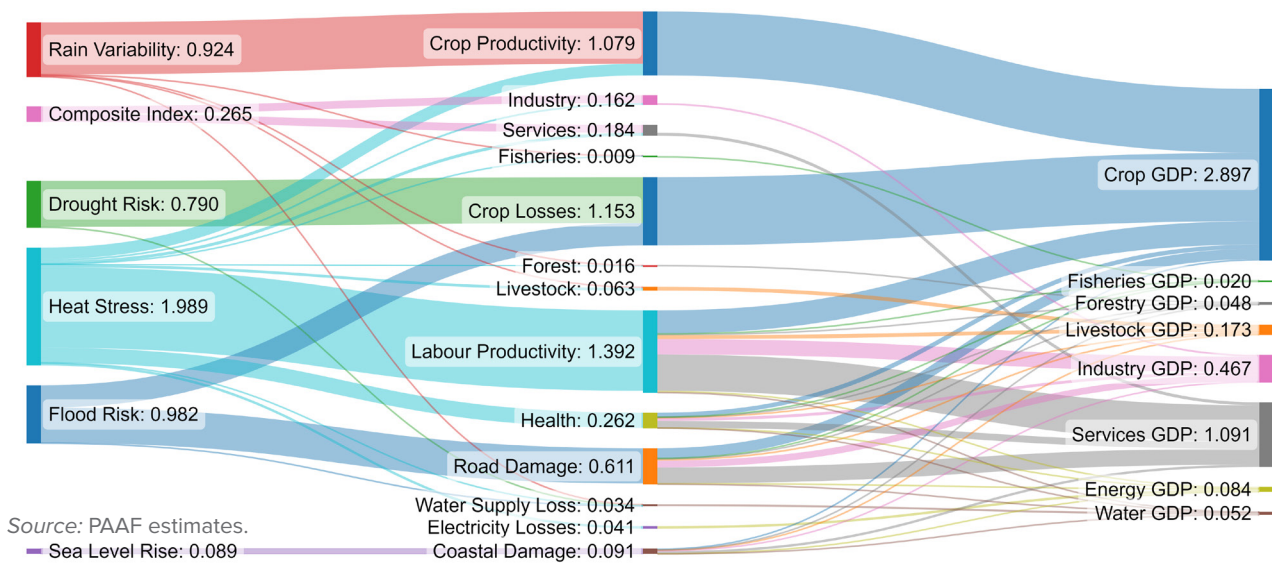 Rain Variability: 0.924
Composite Index: 0.265
Drought Risk: 0.790
Heat Stress: 1.989
Flood Risk: 0.982
Sea Level Rise: 0.089
Crop Productivity: 1.079
Industry: 0.162
Services: 0.184
Fisheries: 0.009
Crop Losses: 1.153
Forest: 0.016
Livestock: 0.063
Labour Productivity: 1.392
Health: 0.262
Road Damage: 0.611
Water Supply Loss: 0.034
Electricity Losses: 0.041
Coastal Damage: 0.091
Crop GDP: 2.897
Fisheries GDP: 0.020
Forestry GDP: 0.048
Livestock GDP: 0.173
Industry GDP: 0.467
Services GDP: 1.091
Energy GDP: 0.084
Water GDP: 0.052
Source: PAAF estimates.